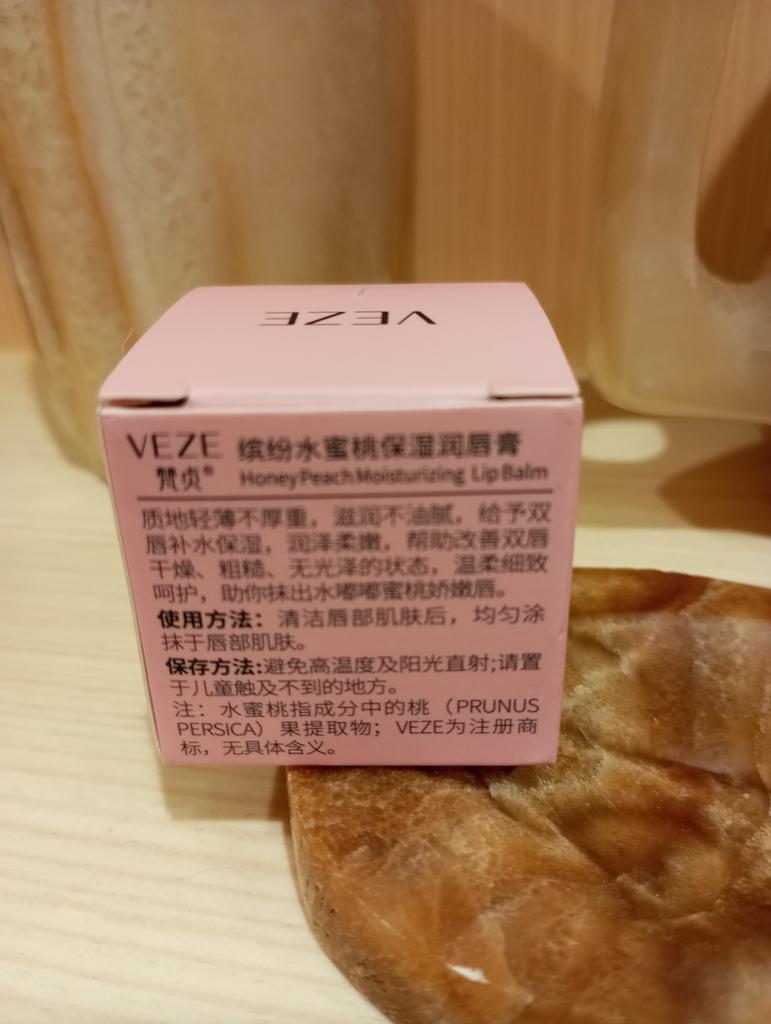 VEZE
VEZE 缤纷水蜜桃保湿润唇膏
梵贞® Honey Peach Moisturizing Lip Balm
质地轻薄不厚重，滋润不油腻，给予双
唇补水保湿，润泽柔嫩，帮助改善双唇
干燥、粗糙、无光泽的状态，温柔细致
呵护，助你抹出水嘟嘟蜜桃娇嫩唇。
使用方法：清洁唇部肌肤后，均匀涂
抹于唇部肌肤。
保存方法:避免高温度及阳光直射;请置
于儿童触及不到的地方。
注：水蜜桃指成分中的桃（PRUNUS
PERSICA）果提取物；VEZE为注册商
标，无具体含义。